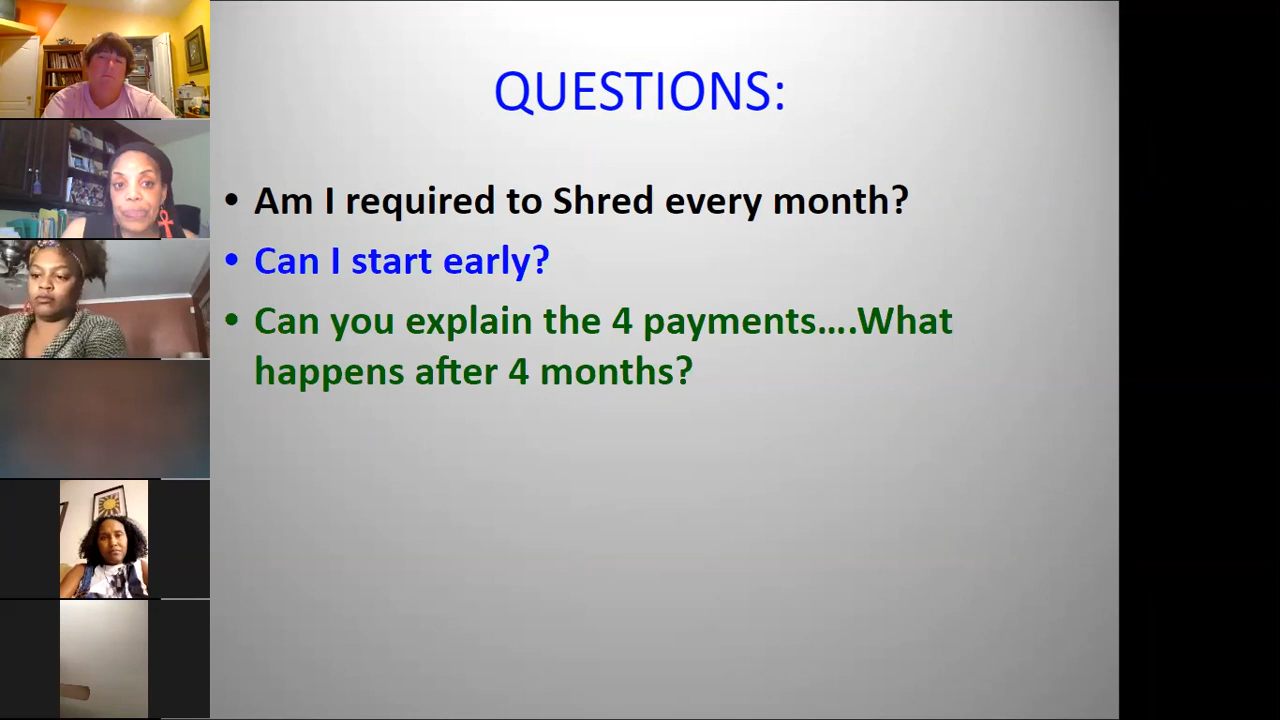 QUESTIONS:
• Am I required to Shred every month?
• Can I start early?
• Can you explain the 4 payments….What
happens after 4 months?